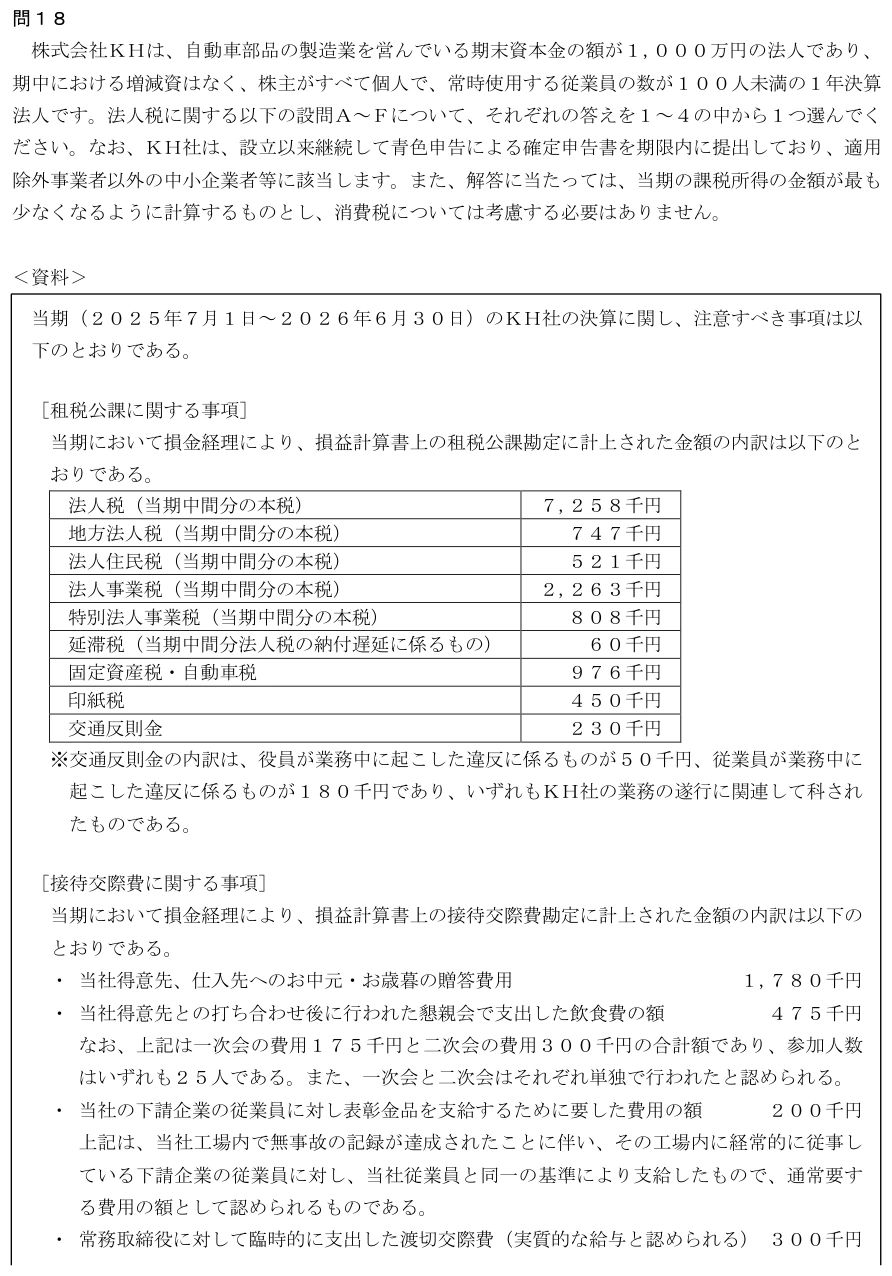 問１８
株式会社ＫＨは、自動車部品の製造業を営んでいる期末資本金の額が１,０００万円の法人であり、
期中における増減資はなく、株主がすべて個人で、常時使用する従業員の数が１００人未満の１年決算
法人です。法人税に関する以下の設問Ａ～Ｆについて、それぞれの答えを１～４の中から１つ選んでく
ださい。なお、ＫＨ社は、設立以来継続して青色申告による確定申告書を期限内に提出しており、適用
除外事業者以外の中小企業者等に該当します。また、解答に当たっては、当期の課税所得の金額が最も
少なくなるように計算するものとし、消費税については考慮する必要はありません。
＜資料＞
当期（２０２５年７月１日～２０２６年６月３０日）のＫＨ社の決算に関し、注意すべき事項は以
下のとおりである。
［租税公課に関する事項］
当期において損金経理により、損益計算書上の租税公課勘定に計上された金額の内訳は以下のと
おりである。
法人税（当期中間分の本税） ７,２５８千円
地方法人税（当期中間分の本税） ７４７千円
法人住民税（当期中間分の本税） ５２１千円
法人事業税（当期中間分の本税） ２,２６３千円
特別法人事業税（当期中間分の本税） ８０８千円
延滞税（当期中間分法人税の納付遅延に係るもの） ６０千円
固定資産税・自動車税 ９７６千円
印紙税 ４５０千円
交通反則金 ２３０千円
※交通反則金の内訳は、役員が業務中に起こした違反に係るものが５０千円、従業員が業務中に
起こした違反に係るものが１８０千円であり、いずれもＫＨ社の業務の遂行に関連して科され
たものである。
［接待交際費に関する事項］
当期において損金経理により、損益計算書上の接待交際費勘定に計上された金額の内訳は以下の
とおりである。
・ 当社得意先、仕入先へのお中元・お歳暮の贈答費用 １,７８０千円
・ 当社得意先との打ち合わせ後に行われた懇親会で支出した飲食費の額 ４７５千円
なお、上記は一次会の費用１７５千円と二次会の費用３００千円の合計額であり、参加人数
はいずれも２５人である。また、一次会と二次会はそれぞれ単独で行われたと認められる。
・ 当社の下請企業の従業員に対し表彰金品を支給するために要した費用の額 ２００千円
上記は、当社工場内で無事故の記録が達成されたことに伴い、その工場内に経常的に従事し
ている下請企業の従業員に対し、当社従業員と同一の基準により支給したもので、通常要す
る費用の額として認められるものである。
・ 常務取締役に対して臨時的に支出した渡切交際費（実質的な給与と認められる） ３００千円